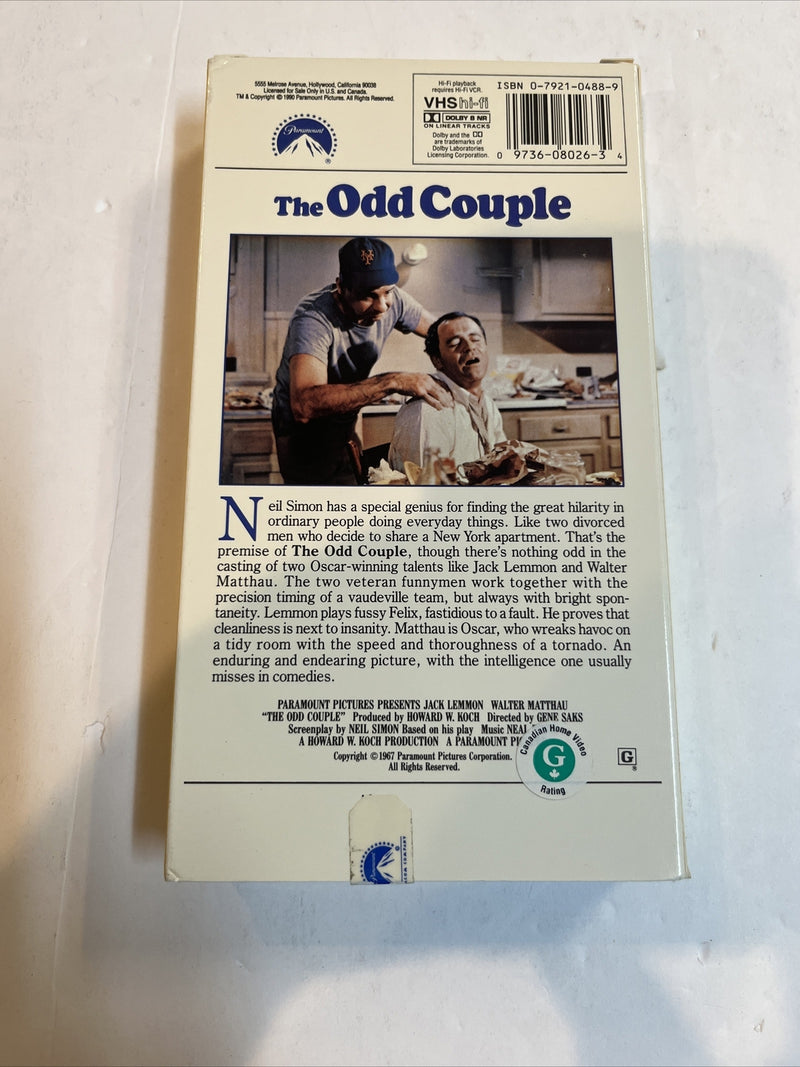 5555 Melrose Avenue, Hollywood, California 90038
Licensed for Sale Only in U.S. and Canada.
TM & Copyright © 1990 Paramount Pictures. All Rights Reserved.
Paramount
®
Hi-Fi playback
requires Hi-Fi VCR.
VHS hi-fi
DOLBY B NR
ON LINEAR TRACKS
Dolby and the
are trademarks of
Dolby Laboratories
Licensing Corporation.
ISBN 0-7921-0488-9
0 9736-08026-3 4
The Odd Couple
NY
Neil Simon has a special genius for finding the great hilarity in
ordinary people doing everyday things. Like two divorced
men who decide to share a New York apartment. That's the
premise of The Odd Couple, though there's nothing odd in the
casting of two Oscar-winning talents like Jack Lemmon and Walter
Matthau. The two veteran funnymen work together with the
precision timing of a vaudeville team, but always with bright spon-
taneity. Lemmon plays fussy Felix, fastidious to a fault. He proves that
cleanliness is next to insanity. Matthau is Oscar, who wreaks havoc on
a tidy room with the speed and thoroughness of a tornado. An
enduring and endearing picture, with the intelligence one usually
misses in comedies.
PARAMOUNT PICTURES PRESENTS JACK LEMMON WALTER MATTHAU
"THE ODD COUPLE" Produced by HOWARD W. KOCH Directed by GENE SAKS
Screenplay by NEIL SIMON Based on his play Music NEAL
A HOWARD W. KOCH PRODUCTION A PARAMOUNT
Copyright © 1967 Paramount Pictures Corporation.
All Rights Reserved.
Canadian Home Video
G
Rating
G
®
Paramount
®